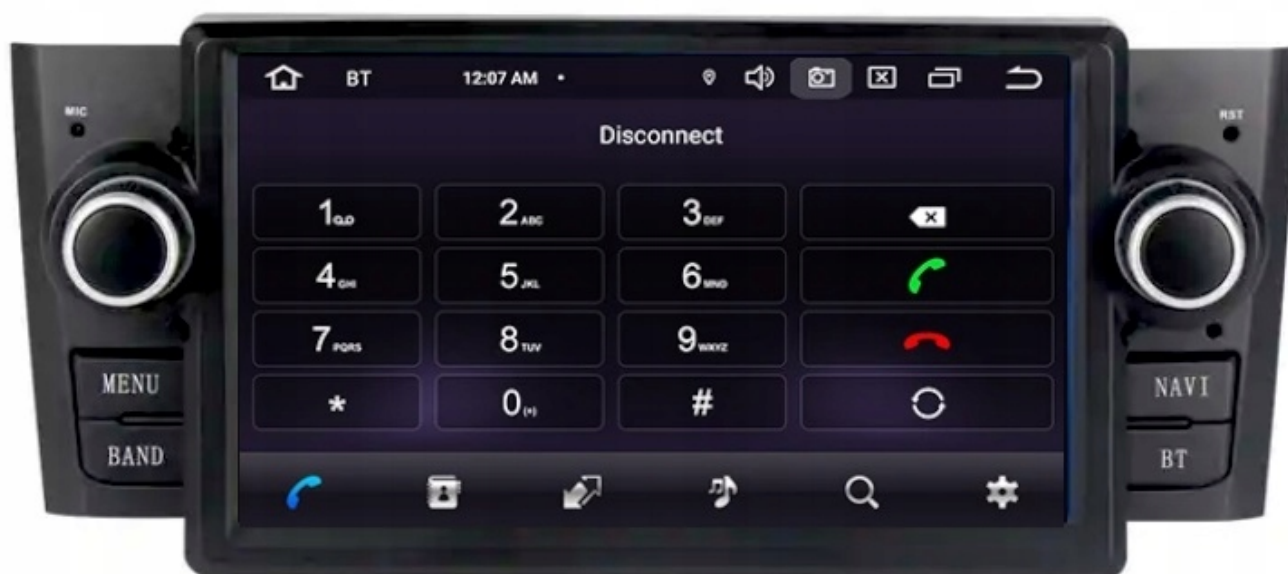 BT 12:07 AM
MIC
RST
Disconnect
1
2 ABC
3 DEF
4 GHI
5 JKL
6 MNO
7 PQRS
8 TUV
9 WXYZ
*
0 (+)
#
MENU
BAND
NAVI
BT